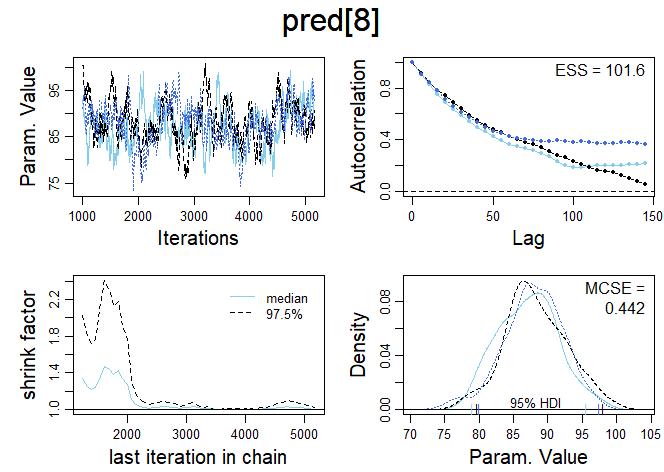 pred[8]
Param. Value
95
85
75
1000 2000 3000 4000 5000
Iterations
Autocorrelation
0.8
0.4
0.0
ESS = 101.6
0 50 100 150
Lag
shrink factor
2.2
1.8
1.4
1.0
median
97.5%
2000 3000 4000 5000
last iteration in chain
Density
0.08
0.04
0.00
MCSE =
0.442
95% HDI
70 75 80 85 90 95 100 105
Param. Value